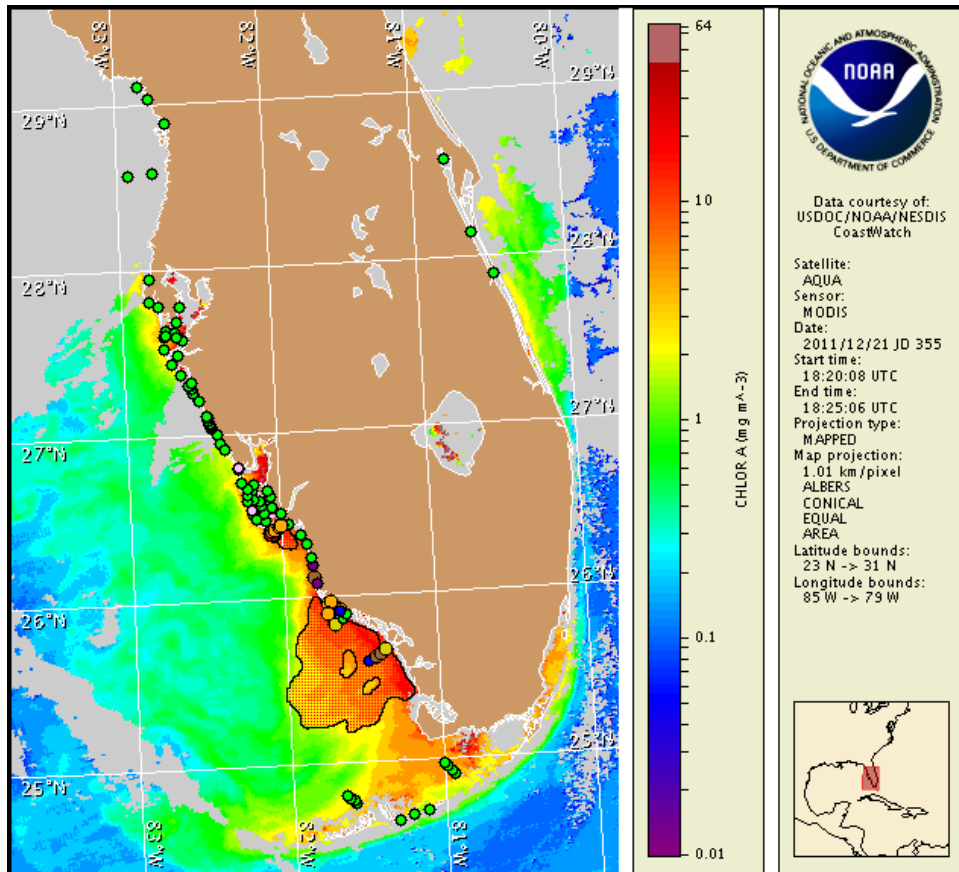 83°W
82°W
81°W
80°W
29°N
29°N
28°N
28°N
27°N
27°N
26°N
26°N
25°N
25°N
83°W
82°W
81°W
64
10
1
0.1
0.01
CHLOR A (mg m^-3)
NATIONAL OCEANIC AND ATMOSPHERIC ADMINISTRATION
NOAA
U.S. DEPARTMENT OF COMMERCE
Data courtesy of:
USDOC/NOAA/NESDIS
CoastWatch
Satellite:
AQUA
Sensor:
MODIS
Date:
2011/12/21 JD 355
Start time:
18:20:08 UTC
End time:
18:25:06 UTC
Projection type:
MAPPED
Map projection:
1.01 km/pixel
ALBERS
CONICAL
EQUAL
AREA
Latitude bounds:
23 N -> 31 N
Longitude bounds:
85 W -> 79 W